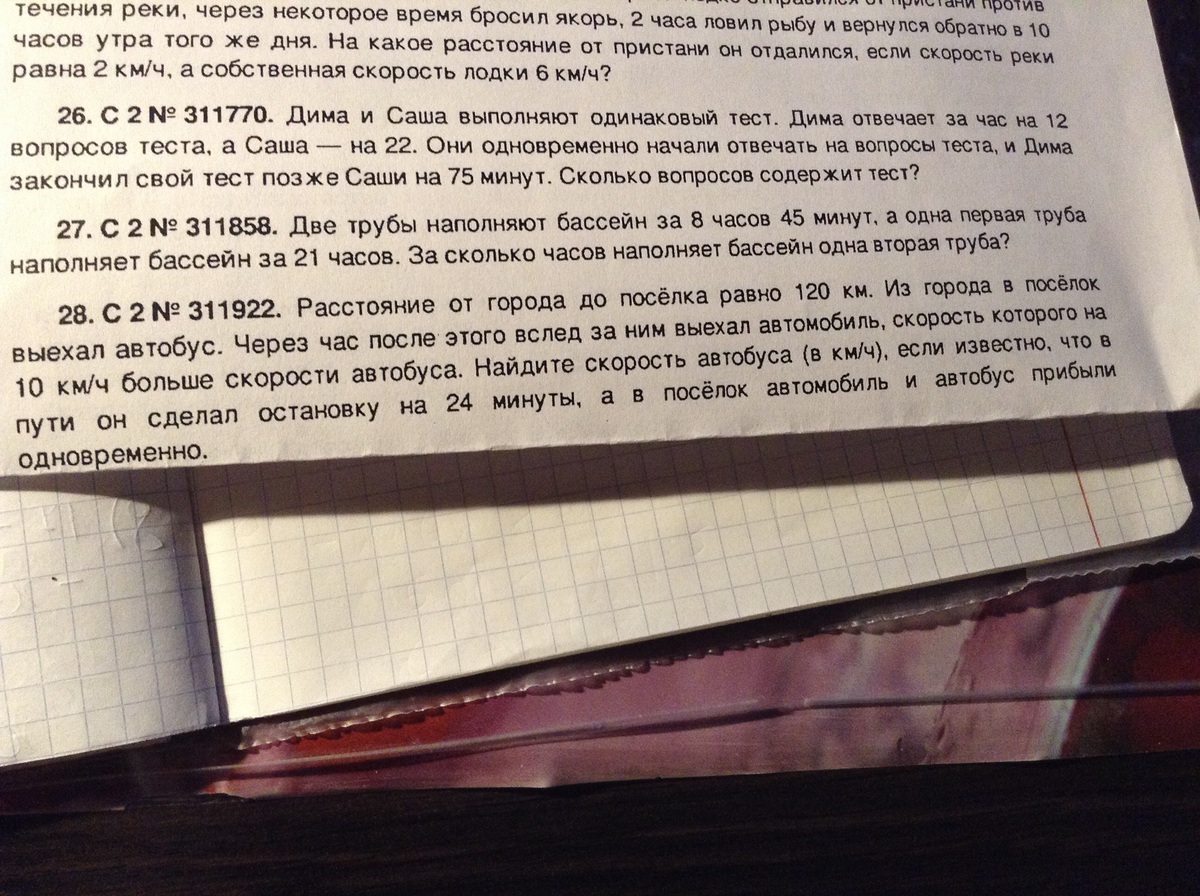 течения реки, через некоторое время бросил якорь, 2 часа ловил рыбу и вернулся обратно в 10
часов утра того же дня. На какое расстояние от пристани он отдалился, если скорость реки
равна 2 км/ч, а собственная скорость лодки 6 км/ч?
26. С 2 № 311770. Дима и Саша выполняют одинаковый тест. Дима отвечает за час на 12
вопросов теста, а Саша — на 22. Они одновременно начали отвечать на вопросы теста, и Дима
закончил свой тест позже Саши на 75 минут. Сколько вопросов содержит тест?
27. С 2 № 311858. Две трубы наполняют бассейн за 8 часов 45 минут, а одна первая труба
наполняет бассейн за 21 часов. За сколько часов наполняет бассейн одна вторая труба?
28. С 2 № 311922. Расстояние от города до посёлка равно 120 км. Из города в посёлок
выехал автобус. Через час после этого вслед за ним выехал автомобиль, скорость которого на
10 км/ч больше скорости автобуса. Найдите скорость автобуса (в км/ч), если известно, что в
пути он сделал остановку на 24 минуты, а в посёлок автомобиль и автобус прибыли
одновременно.